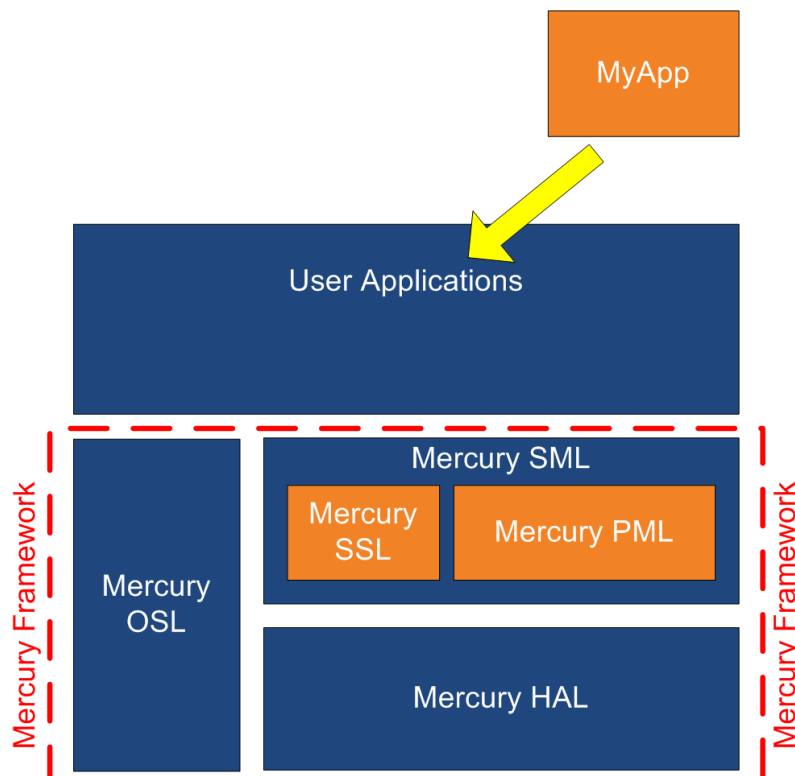 MyApp
User Applications
Mercury Framework
Mercury
OSL
Mercury SML
Mercury
SSL
Mercury PML
Mercury HAL
Mercury Framework